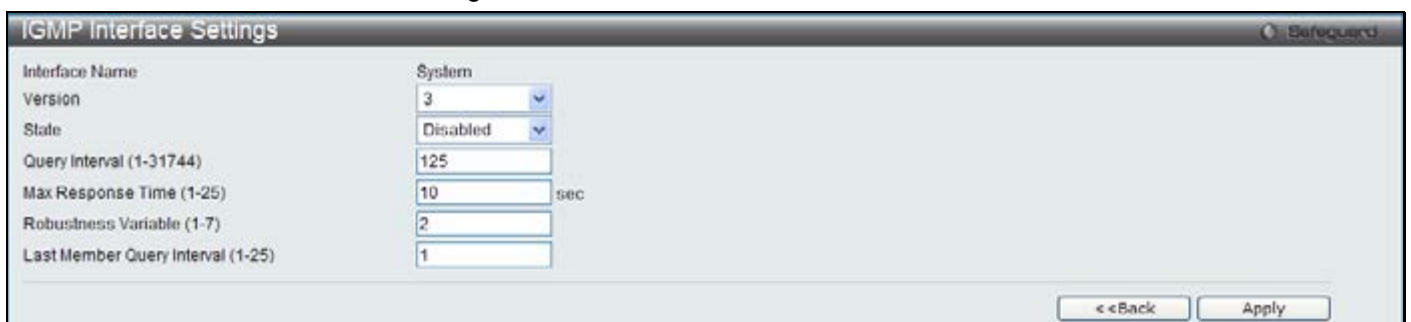 IGMP Interface Settings
Safeguard
Interface Name System
Version 3
State Disabled
Query Interval (1-31744) 125
Max Response Time (1-25) 10 sec
Robustness Variable (1-7) 2
Last Member Query Interval (1-25) 1
<<Back Apply